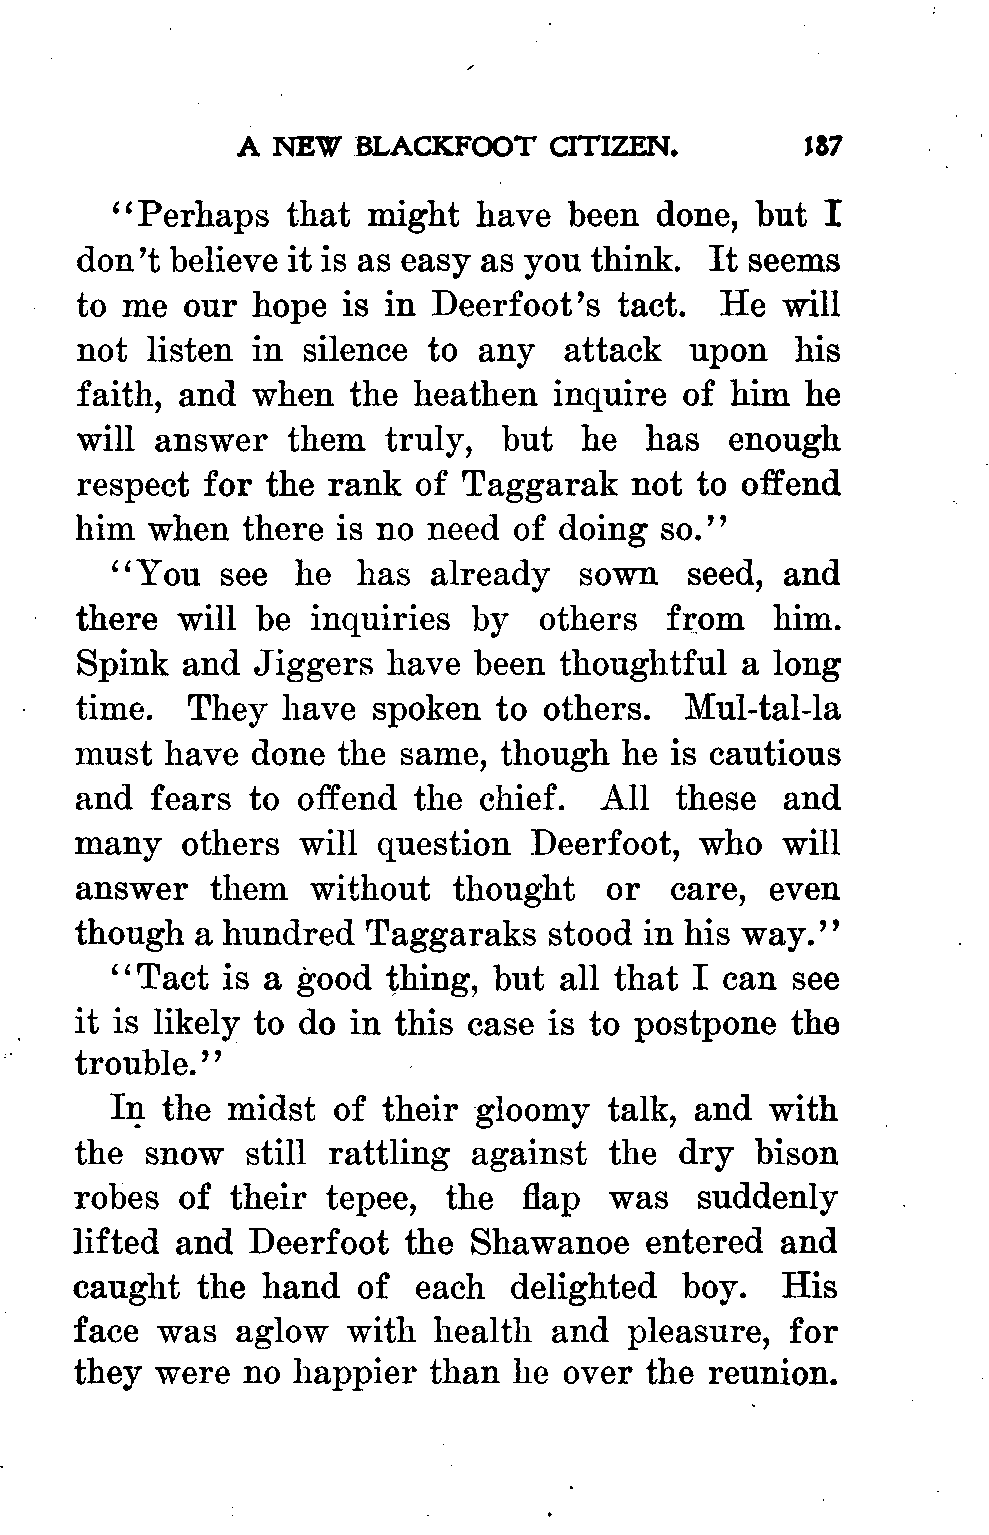 A NEW BLACKFOOT CITIZEN. 187
"Perhaps that might have been done, but I
don't believe it is as easy as you think. It seems
to me our hope is in Deerfoot's tact. He will
not listen in silence to any attack upon his
faith, and when the heathen inquire of him he
will answer them truly, but he has enough
respect for the rank of Taggarak not to offend
him when there is no need of doing so."
"You see he has already sown seed, and
there will be inquiries by others from him.
Spink and Jiggers have been thoughtful a long
time. They have spoken to others. Mul-tal-la
must have done the same, though he is cautious
and fears to offend the chief. All these and
many others will question Deerfoot, who will
answer them without thought or care, even
though a hundred Taggaraks stood in his way."
"Tact is a good thing, but all that I can see
it is likely to do in this case is to postpone the
trouble."
In the midst of their gloomy talk, and with
the snow still rattling against the dry bison
robes of their tepee, the flap was suddenly
lifted and Deerfoot the Shawanoe entered and
caught the hand of each delighted boy. His
face was aglow with health and pleasure, for
they were no happier than he over the reunion.